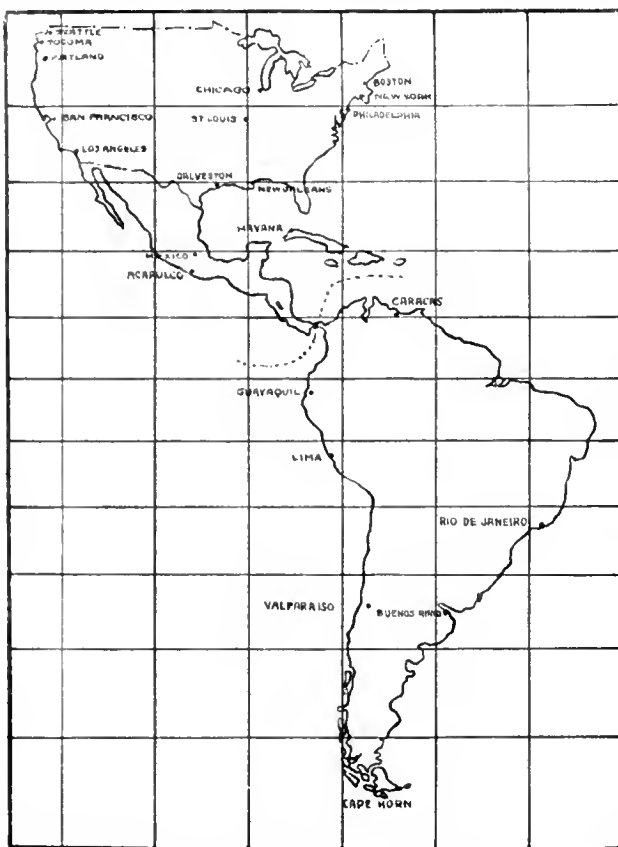 SEATTLE
TOCOMA
PORTLAND
CHICAGO
BOSTON
NEW YORK
PHILADELPHIA
SAN FRANCISCO
ST LOUIS
LOS ANGELES
GALVESTON
NEW ORLEANS
HAVANA
MEXICO
ACAPULCO
CARACAS
GUAYAQUIL
LIMA
RIO DE JANEIRO
VALPARAISO
BUENOS AIRES
CAPE HORN